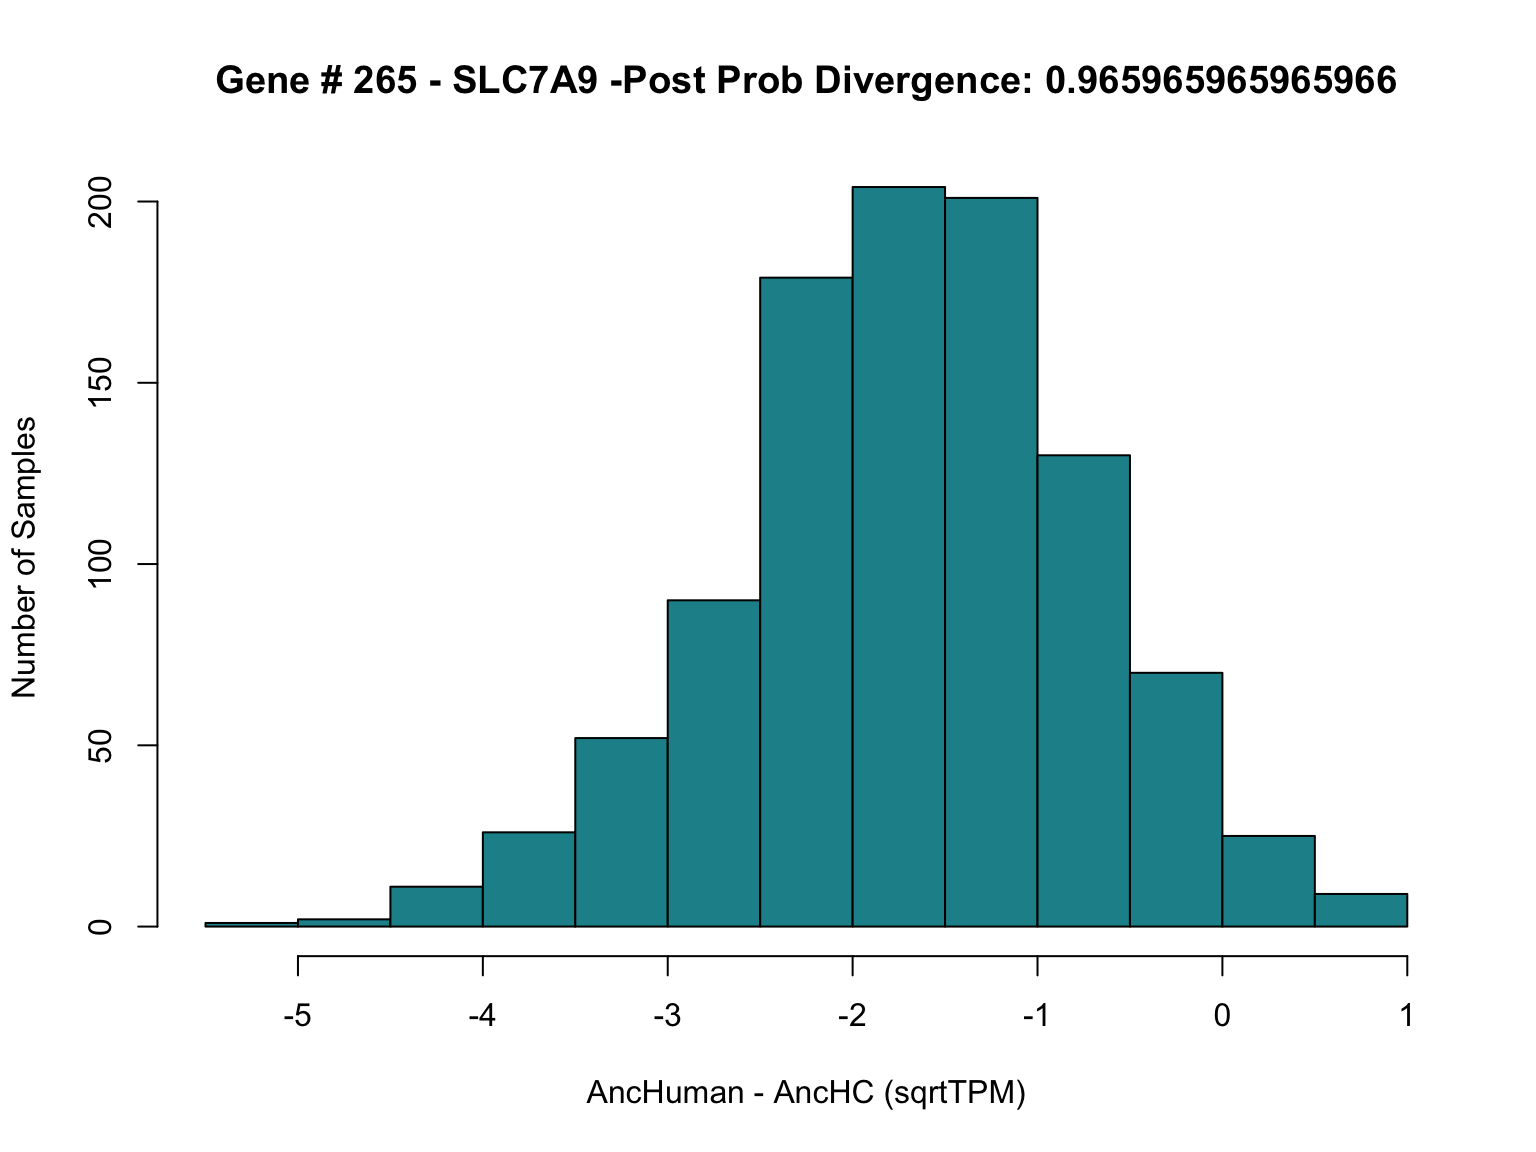 Gene # 265 - SLC7A9 -Post Prob Divergence: 0.965965965965966
200
150
100
50
0
Number of Samples
-5 -4 -3 -2 -1 0 1
AncHuman - AncHC (sqrtTPM)